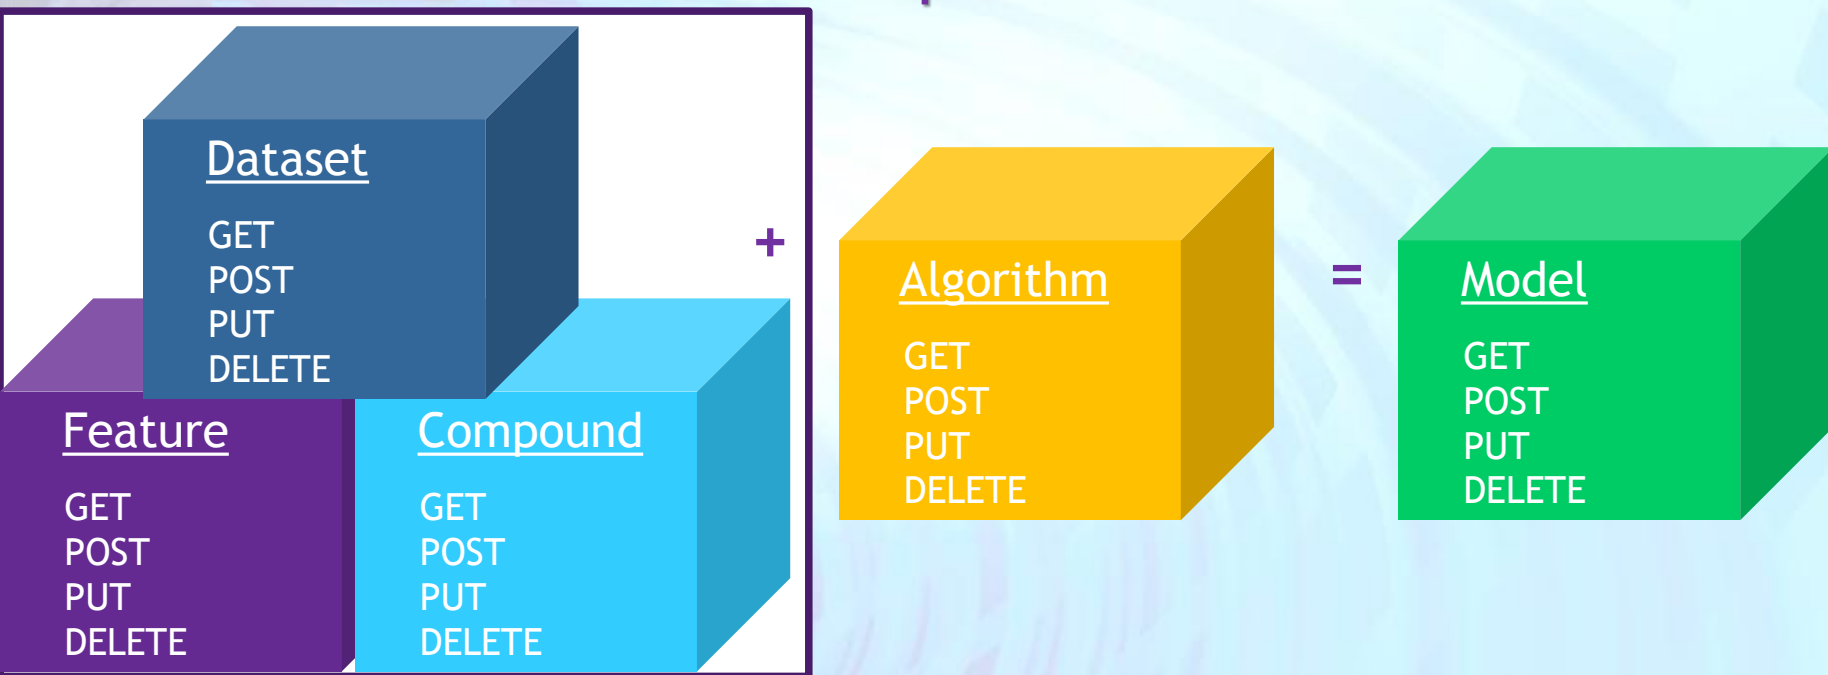 Dataset
GET
POST
PUT
DELETE
Feature
GET
POST
PUT
DELETE
Compound
GET
POST
PUT
DELETE
+
Algorithm
GET
POST
PUT
DELETE
=
Model
GET
POST
PUT
DELETE